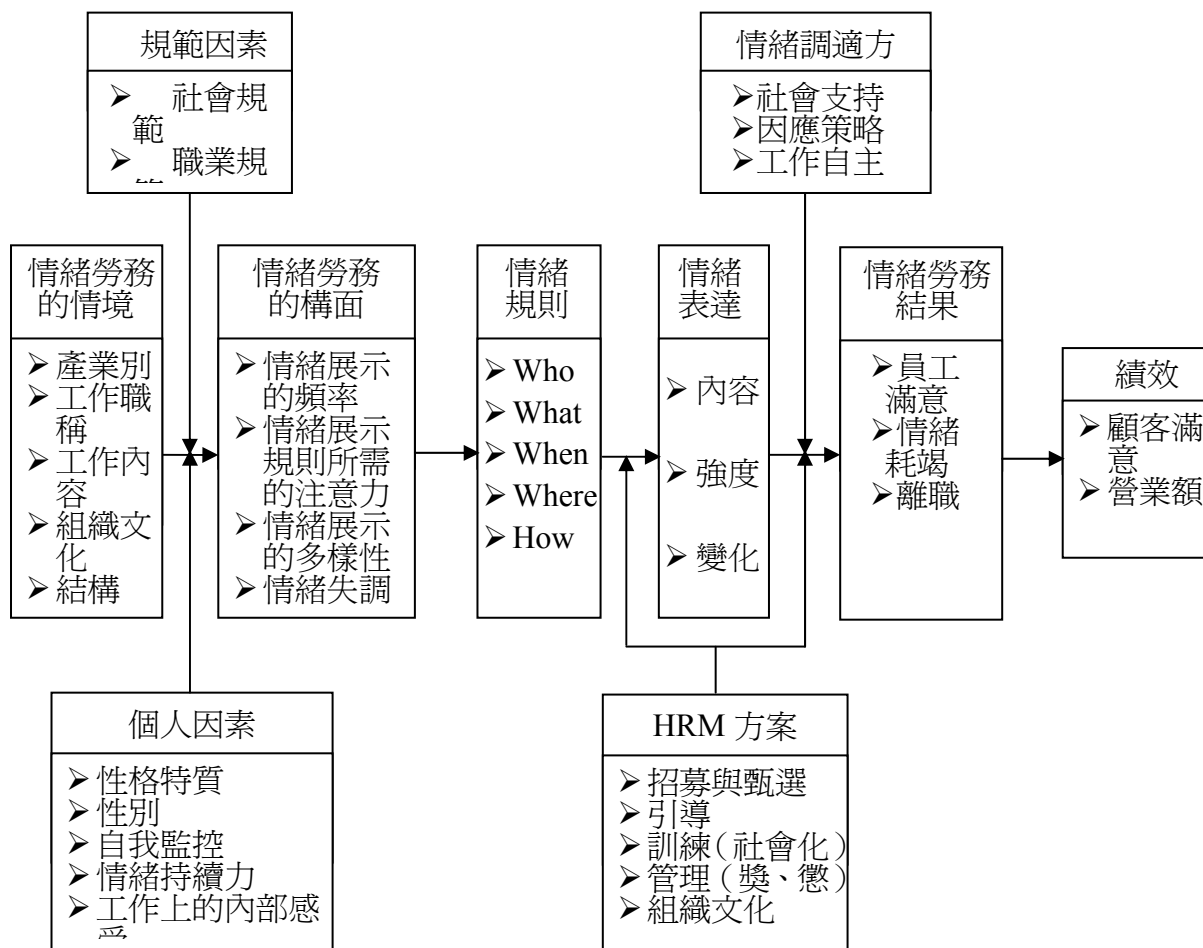 規範因素
➢ 社會規
範
➢ 職業規
情緒調適方
➢社會支持
➢因應策略
➢工作自主
情緒勞務
的情境
➢ 產業別
➢工作職
稱
➢工作內
容
➢組織文
化
➢結構
情緒勞務
的構面
➢情緒展示
的頻率
➢情緒展示
規則所需
的注意力
➢情緒展示
的多樣性
➢情緒失調
情緒
規則
➢ Who
➢ What
➢ When
➢ Where
➢ How
情緒
表達
➢ 內容
➢ 強度
➢ 變化
情緒勞務
結果
➢員工
滿意
➢情緒
耗竭
➢離職
績效
➢ 顧客滿
意
➢ 營業額
個人因素
➢性格特質
➢性別
➢自我監控
➢情緒持續力
➢工作上的內部感
HRM 方案
➢招募與甄選
➢引導
➢訓練(社會化)
➢管理(獎、懲)
➢組織文化